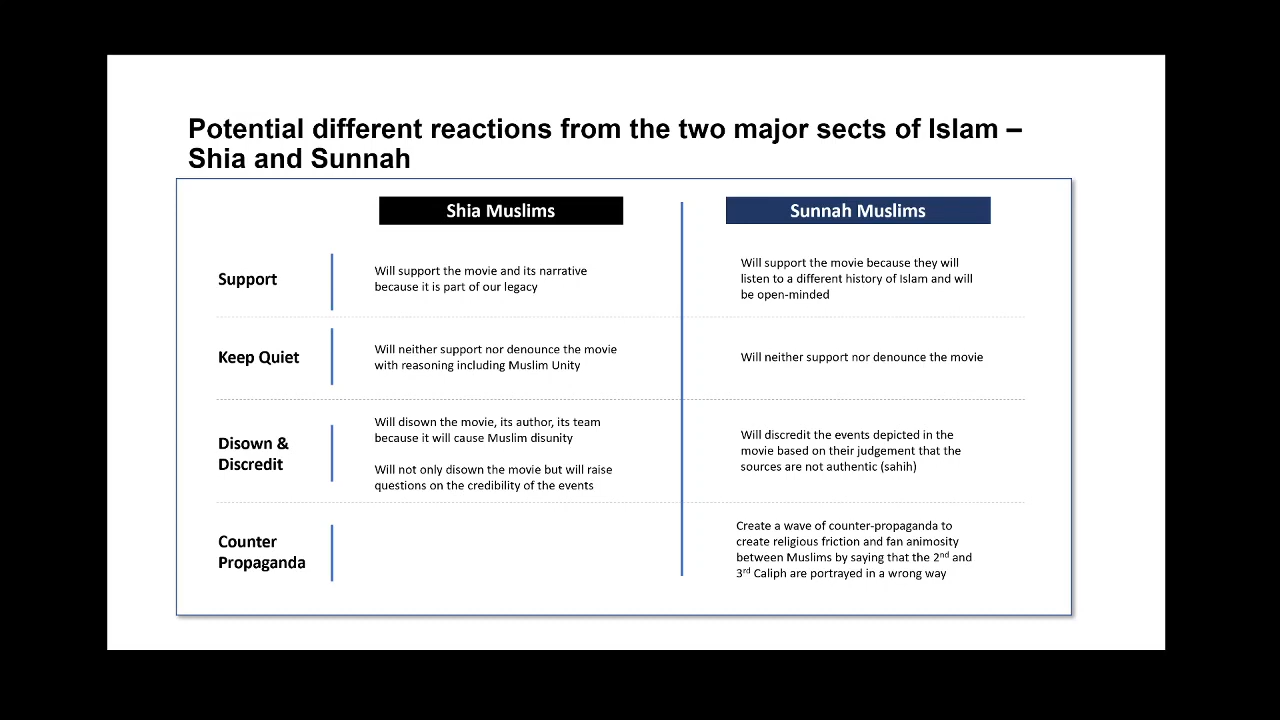 Potential different reactions from the two major sects of Islam –
Shia and Sunnah
Shia Muslims
Sunnah Muslims
Support
Will support the movie and its narrative
because it is part of our legacy
Will support the movie because they will
listen to a different history of Islam and will
be open-minded
Keep Quiet
Will neither support nor denounce the movie
with reasoning including Muslim Unity
Will neither support nor denounce the movie
Disown &
Discredit
Will disown the movie, its author, its team
because it will cause Muslim disunity
Will not only disown the movie but will raise
questions on the credibility of the events
Will discredit the events depicted in the
movie based on their judgement that the
sources are not authentic (sahih)
Counter
Propaganda
Create a wave of counter-propaganda to
create religious friction and fan animosity
between Muslims by saying that the 2nd and
3rd Caliph are portrayed in a wrong way